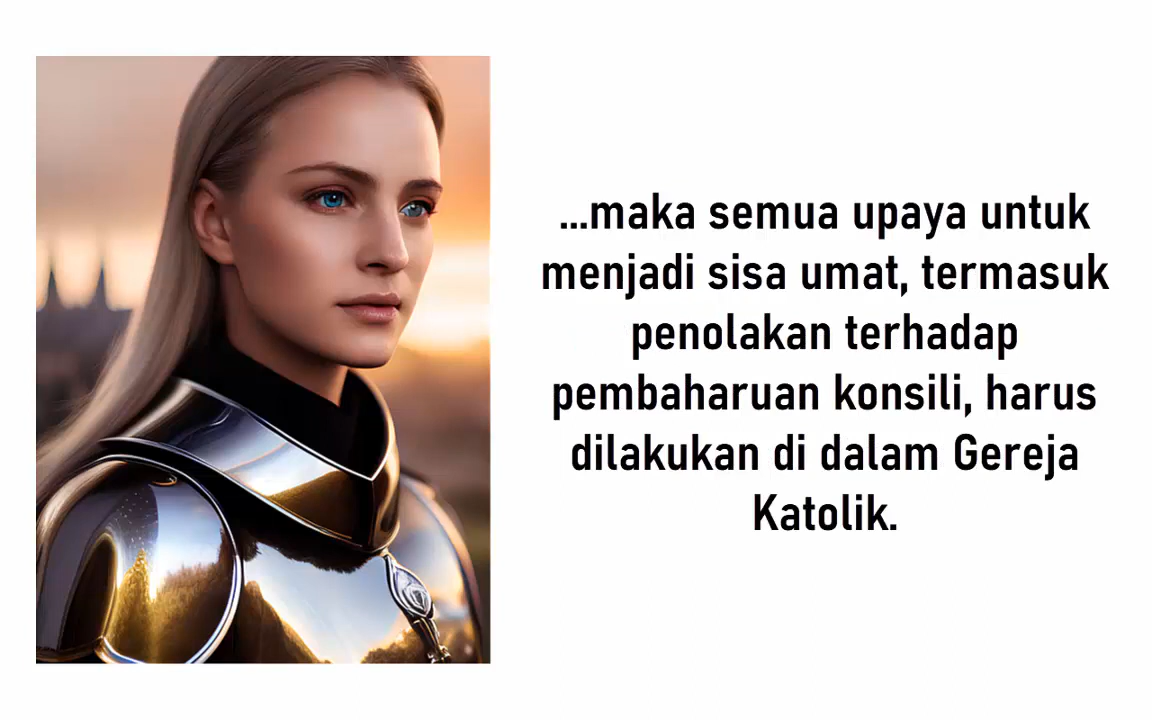 ...maka semua upaya untuk
menjadi sisa umat, termasuk
penolakan terhadap
pembaharuan konsili, harus
dilakukan di dalam Gereja
Katolik.